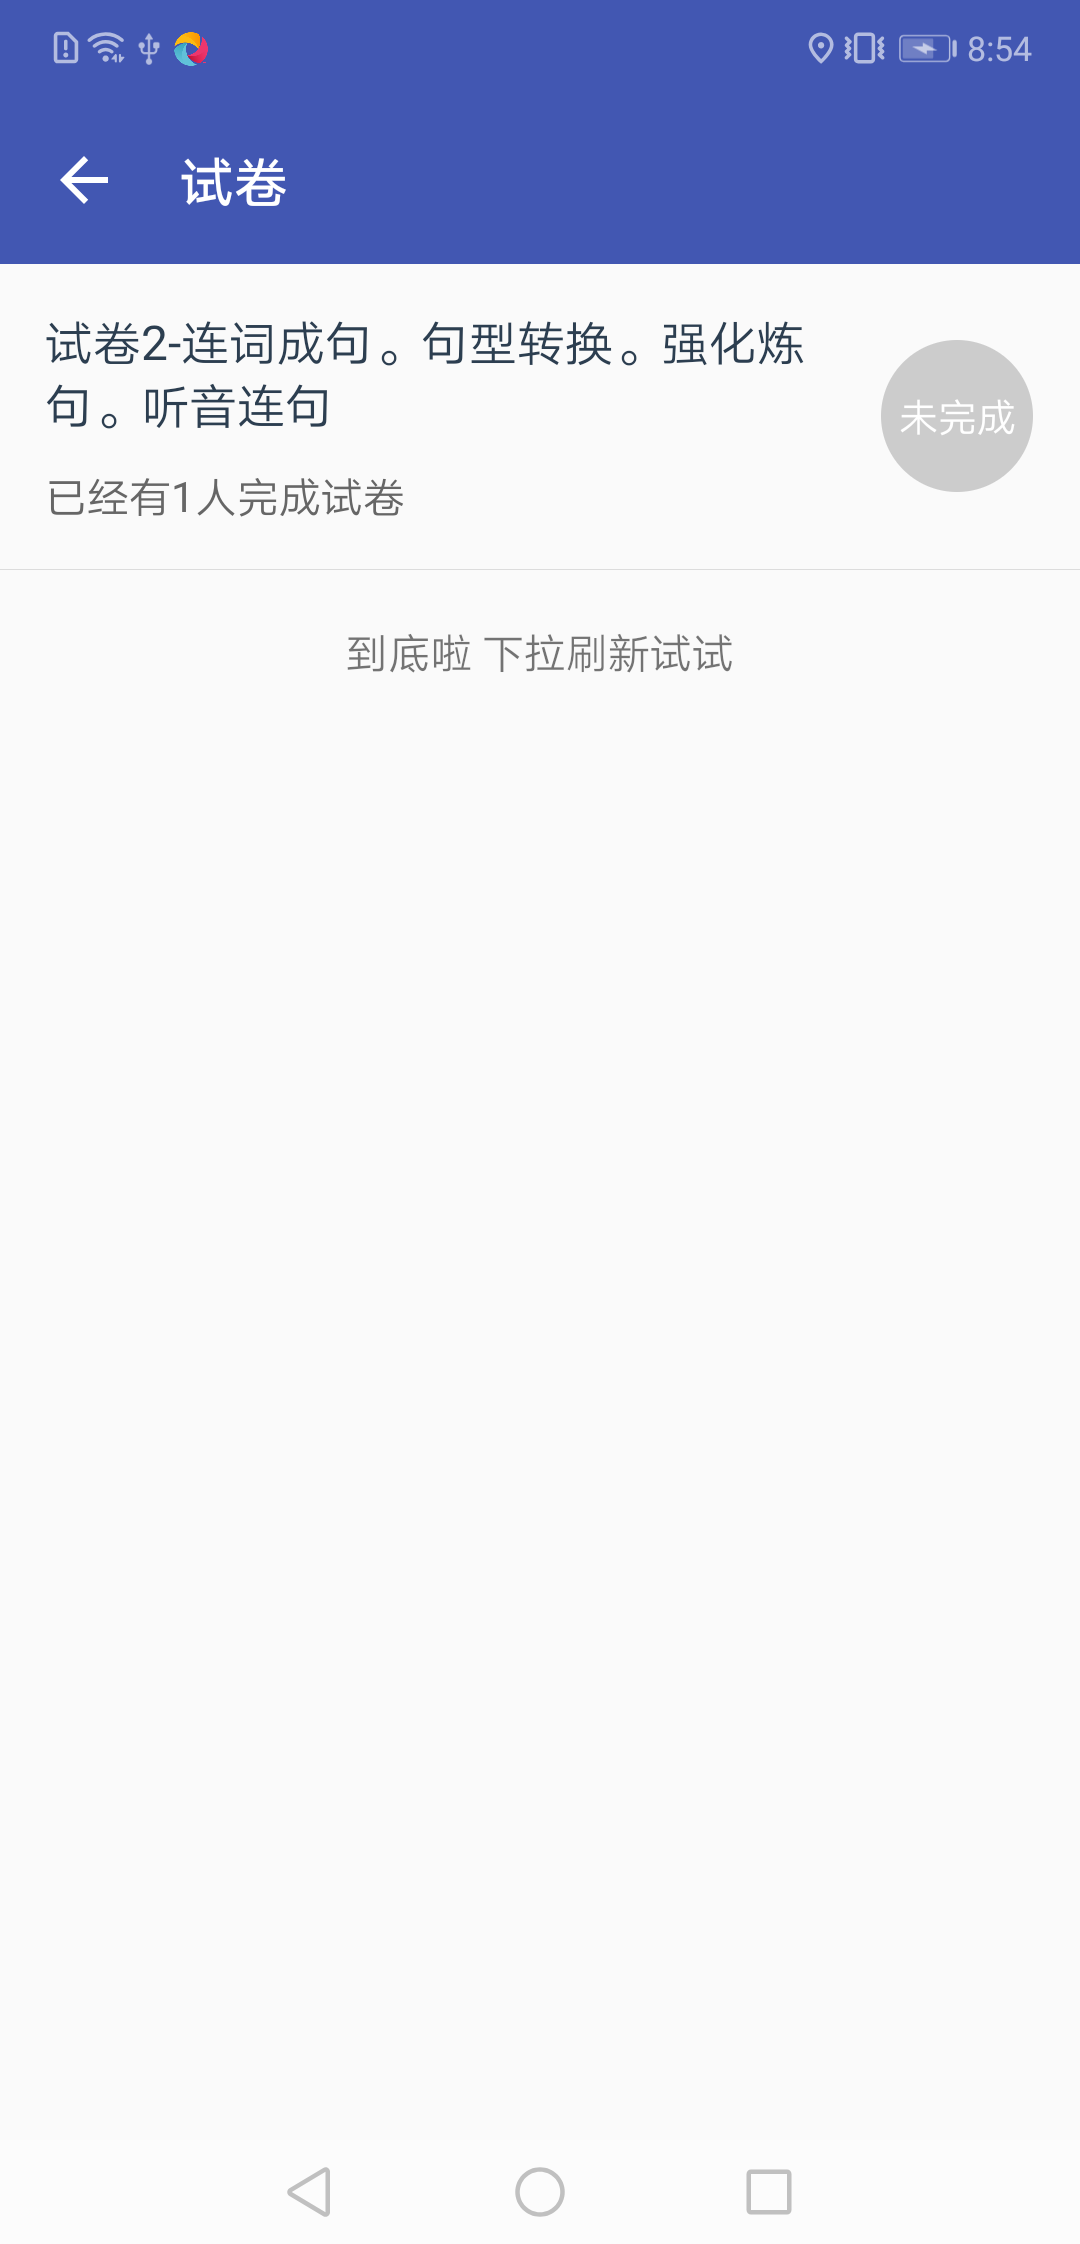 8:54
试卷
试卷2-连词成句。句型转换。强化炼
句。听音连句
未完成
已经有1人完成试卷
到底啦 下拉刷新试试